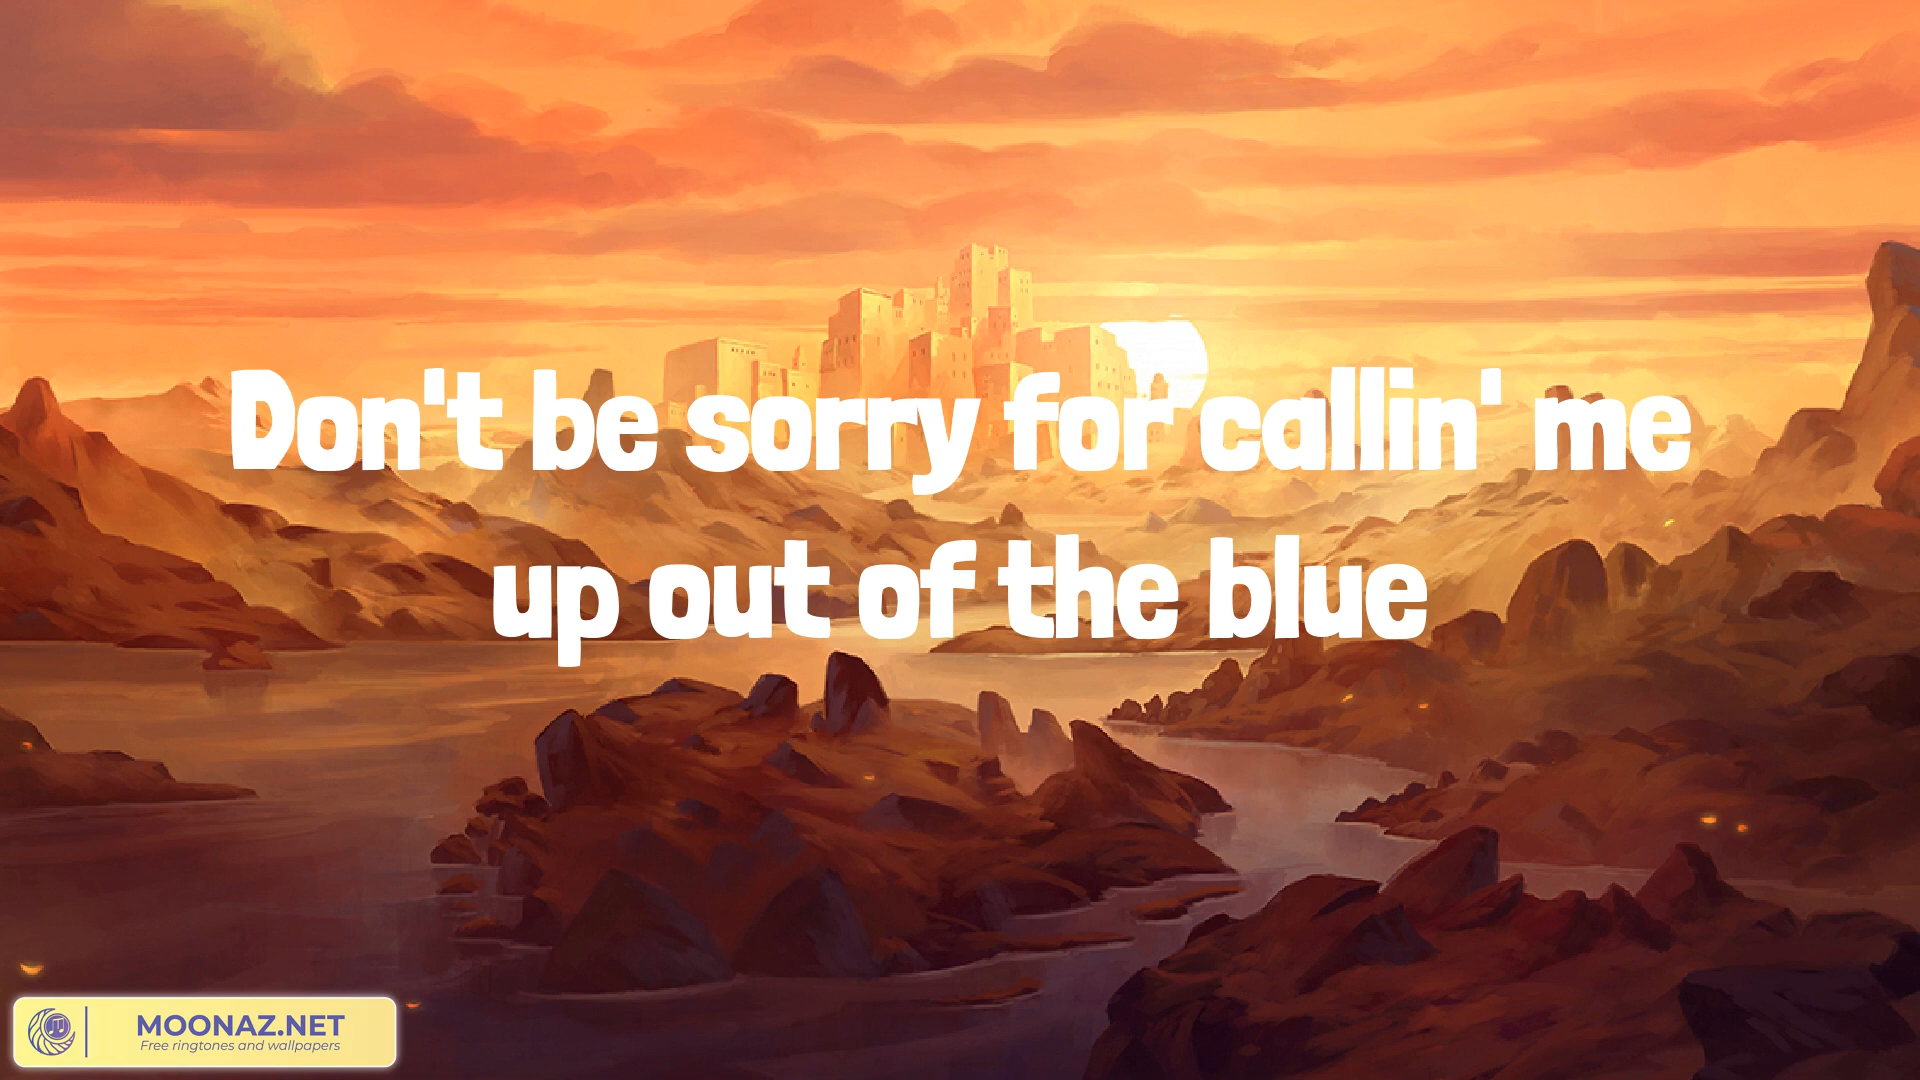 Don't be sorry for callin' me
up out of the blue
MOONAZ.NET
Free ringtones and wallpapers